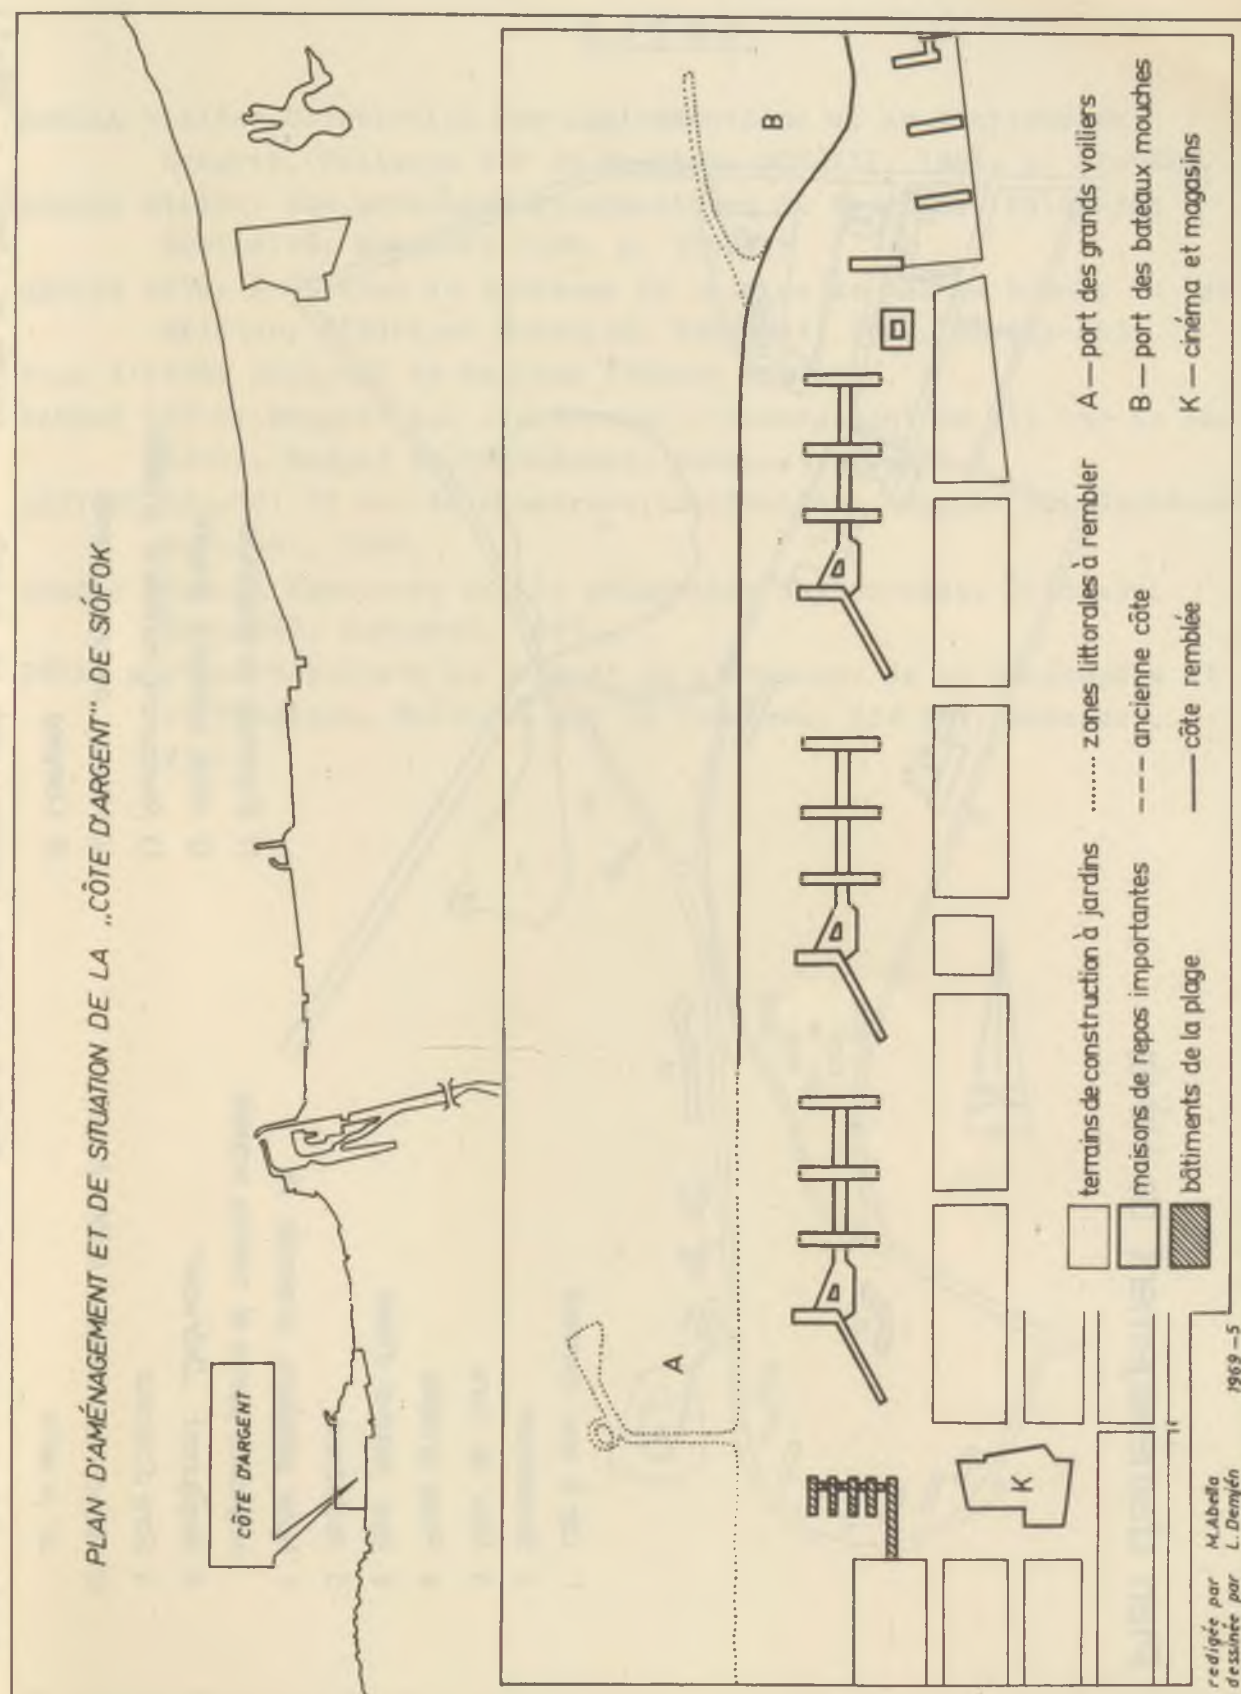 PLAN D'AMÉNAGEMENT ET DE SITUATION DE LA „CÔTE D'ARGENT" DE SIÓFOK
CÔTE D'ARGENT
A
B
K
terrains de construction à jardins
maisons de repos importantes
bâtiments de la plage
zones littorales à rembler
ancienne côte
côte remblée
A — port des grands voiliers
B — port des bateaux mouches
K — cinéma et magasins
redigée par M. Abella
dessinée par L. Demjén
1969–5